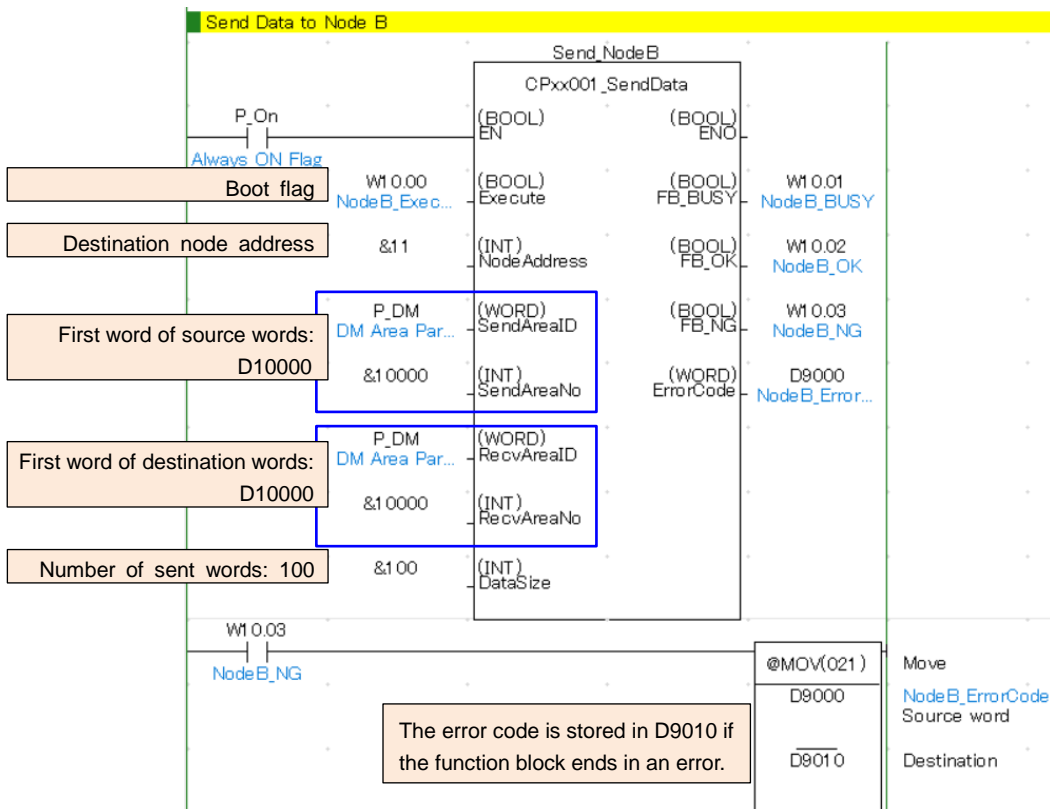 Send Data to Node B
Send_NodeB
CPxx001_SendData
P_On
(BOOL)
EN
(BOOL)
ENO
Always ON Flag
Boot flag
W10.00
NodeB_Exec...
(BOOL)
Execute
(BOOL)
FB_BUSY
W10.01
NodeB_BUSY
Destination node address
&11
(INT)
NodeAddress
(BOOL)
FB_OK
W10.02
NodeB_OK
First word of source words:
D10000
P_DM
DM Area Par...
(WORD)
SendAreaID
(BOOL)
FB_NG
W10.03
NodeB_NG
&10000
(INT)
SendAreaNo
(WORD)
ErrorCode
D9000
NodeB_Error...
First word of destination words:
D10000
P_DM
DM Area Par...
(WORD)
RecvAreaID
&10000
(INT)
RecvAreaNo
Number of sent words: 100
&100
(INT)
DataSize
W10.03
NodeB_NG
@MOV(021)
Move
D9000
NodeB_ErrorCode
Source word
The error code is stored in D9010 if
the function block ends in an error.
D9010
Destination